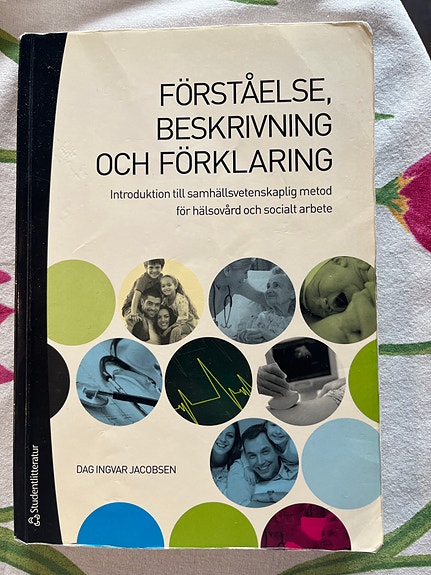 FÖRSTÅELSE,
BESKRIVNING
OCH FÖRKLARING
Introduktion till samhällsvetenskaplig metod
för hälsovård och socialt arbete
DAG INGVAR JACOBSEN
Studentlitteratur